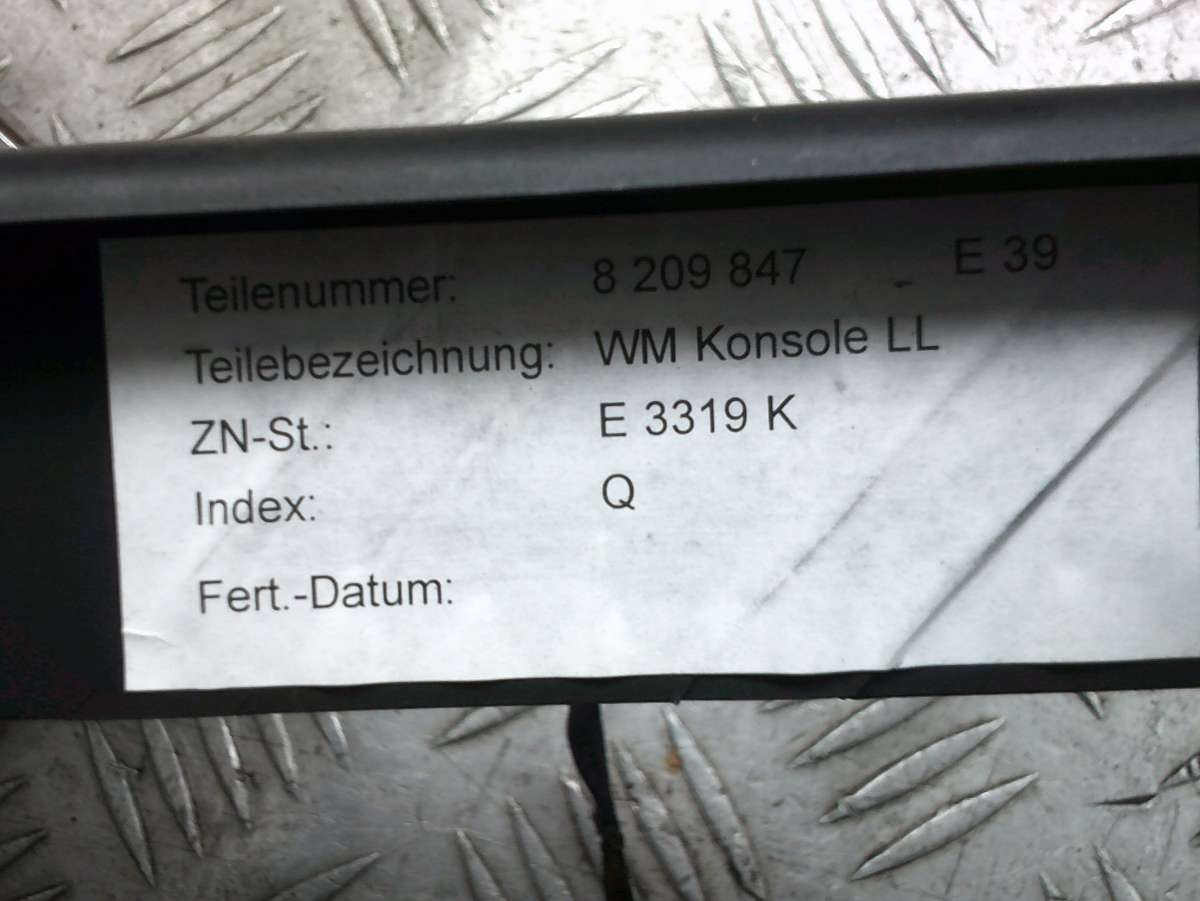 Teilenummer: 8 209 847 - E 39
Teilebezeichnung: WM Konsole LL
ZN-St.: E 3319 K
Index: Q
Fert.-Datum: